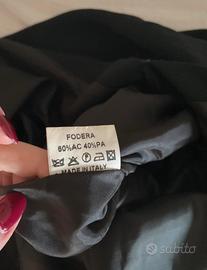 FODERA
60%AC 40%PA
MADE IN ITALY
subito